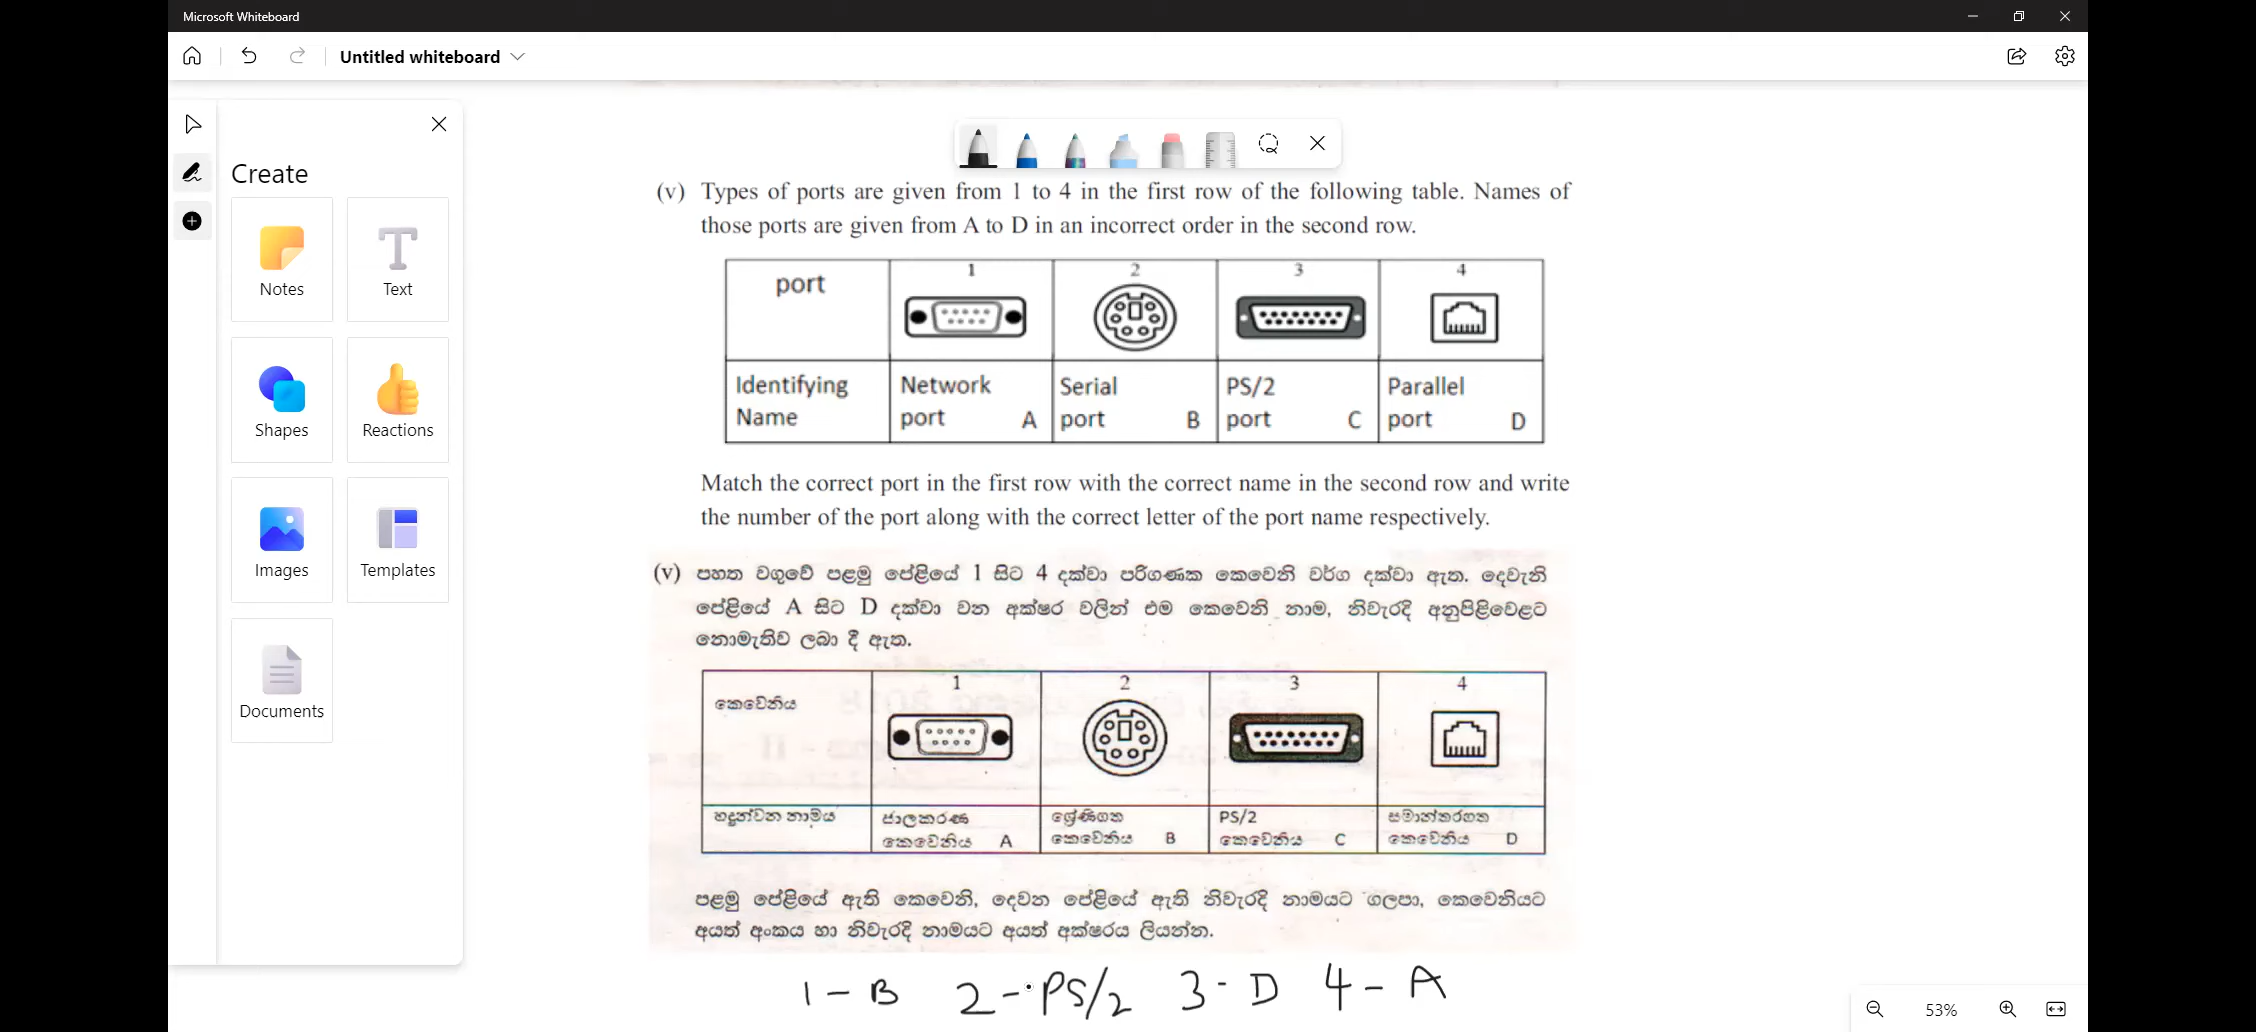 Microsoft Whiteboard
Untitled whiteboard
Create
Notes
Text
Shapes
Reactions
Images
Templates
Documents
(v) Types of ports are given from 1 to 4 in the first row of the following table. Names of
those ports are given from A to D in an incorrect order in the second row.
port 1 2 3 4
Identifying Name Network port A Serial port B PS/2 port C Parallel port D
Match the correct port in the first row with the correct name in the second row and write
the number of the port along with the correct letter of the port name respectively.
(v) පහත වගුවේ පළමු පේළියේ 1 සිට 4 දක්වා පරිගණක කෙවෙනි වර්ග දක්වා ඇත. දෙවැනි
පේළියේ A සිට D දක්වා වන අක්ෂර වලින් එම කෙවෙනි නාම, නිවැරදි අනුපිළිවෙළට
නොමැතිව ලබා දී ඇත.
කෙවෙනිය 1 2 3 4
හඳුන්වන නාමය ජාලකරණ කෙවෙනිය A ශ්‍රේණිගත කෙවෙනිය B PS/2 කෙවෙනිය C සමාන්තරගත කෙවෙනිය D
පළමු පේළියේ ඇති කෙවෙනි, දෙවන පේළියේ ඇති නිවැරදි නාමයට ගලපා, කෙවෙනියට
අයත් අංකය හා නිවැරදි නාමයට අයත් අක්ෂරය ලියන්න.
1 - B 2 - PS/2 3 - D 4 - A
53%